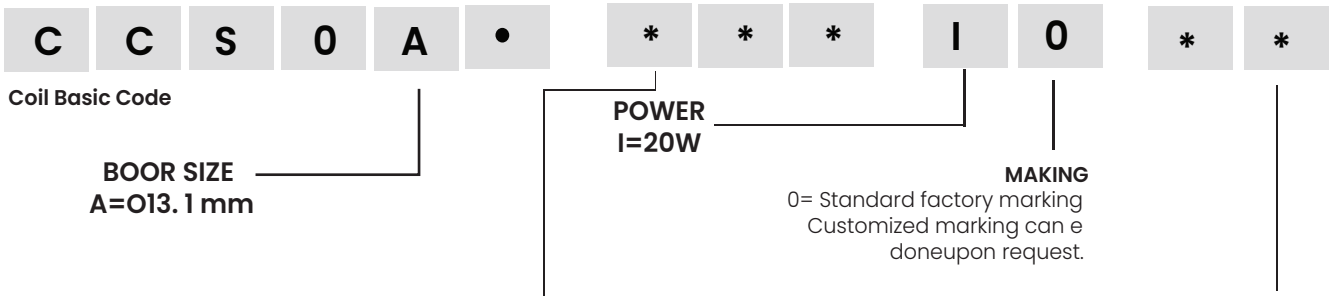 C C S 0 A • * * * I 0 * *
Coil Basic Code
POWER
I=20W
BOOR SIZE
A=O13. 1 mm
MAKING
0= Standard factory marking
Customized marking can e
doneupon request.